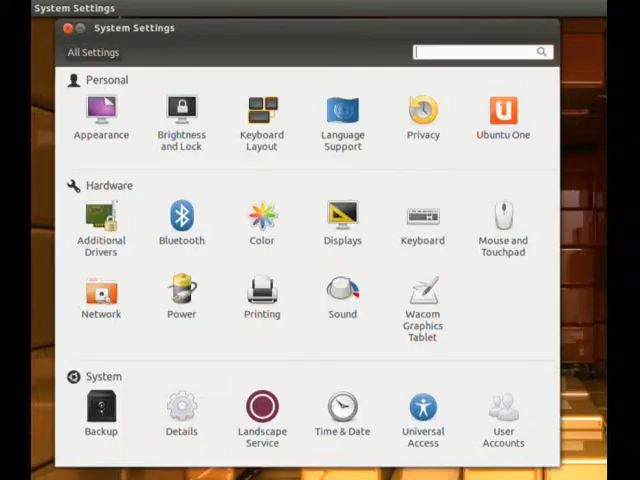 System Settings
System Settings
All Settings
Personal
Appearance
Brightness
and Lock
Keyboard
Layout
Language
Support
Privacy
Ubuntu One
Hardware
Additional
Drivers
Bluetooth
Color
Displays
Keyboard
Mouse and
Touchpad
Network
Power
Printing
Sound
Wacom
Graphics
Tablet
System
Backup
Details
Landscape
Service
Time & Date
Universal
Access
User
Accounts